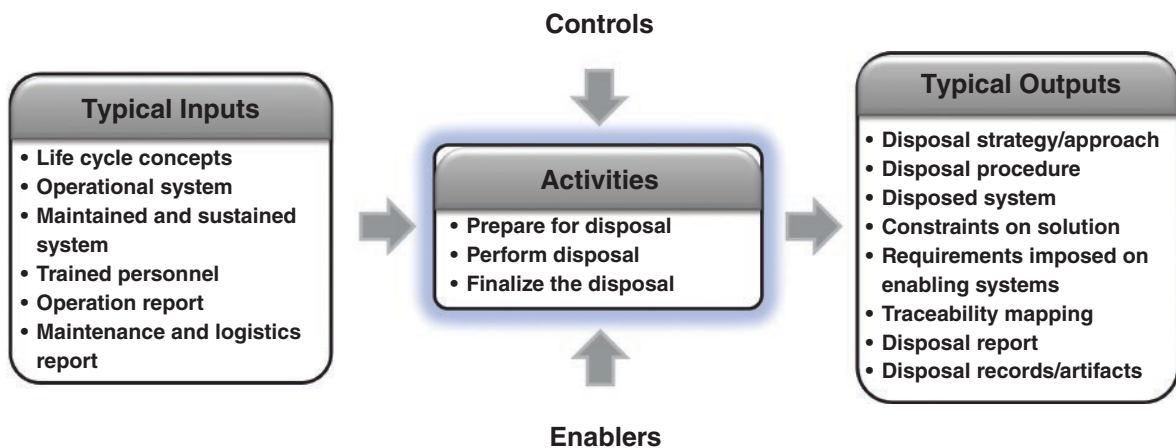 Controls
Typical Inputs
• Life cycle concepts
• Operational system
• Maintained and sustained
system
• Trained personnel
• Operation report
• Maintenance and logistics
report
Activities
• Prepare for disposal
• Perform disposal
• Finalize the disposal
Typical Outputs
• Disposal strategy/approach
• Disposal procedure
• Disposed system
• Constraints on solution
• Requirements imposed on
enabling systems
• Traceability mapping
• Disposal report
• Disposal records/artifacts
Enablers